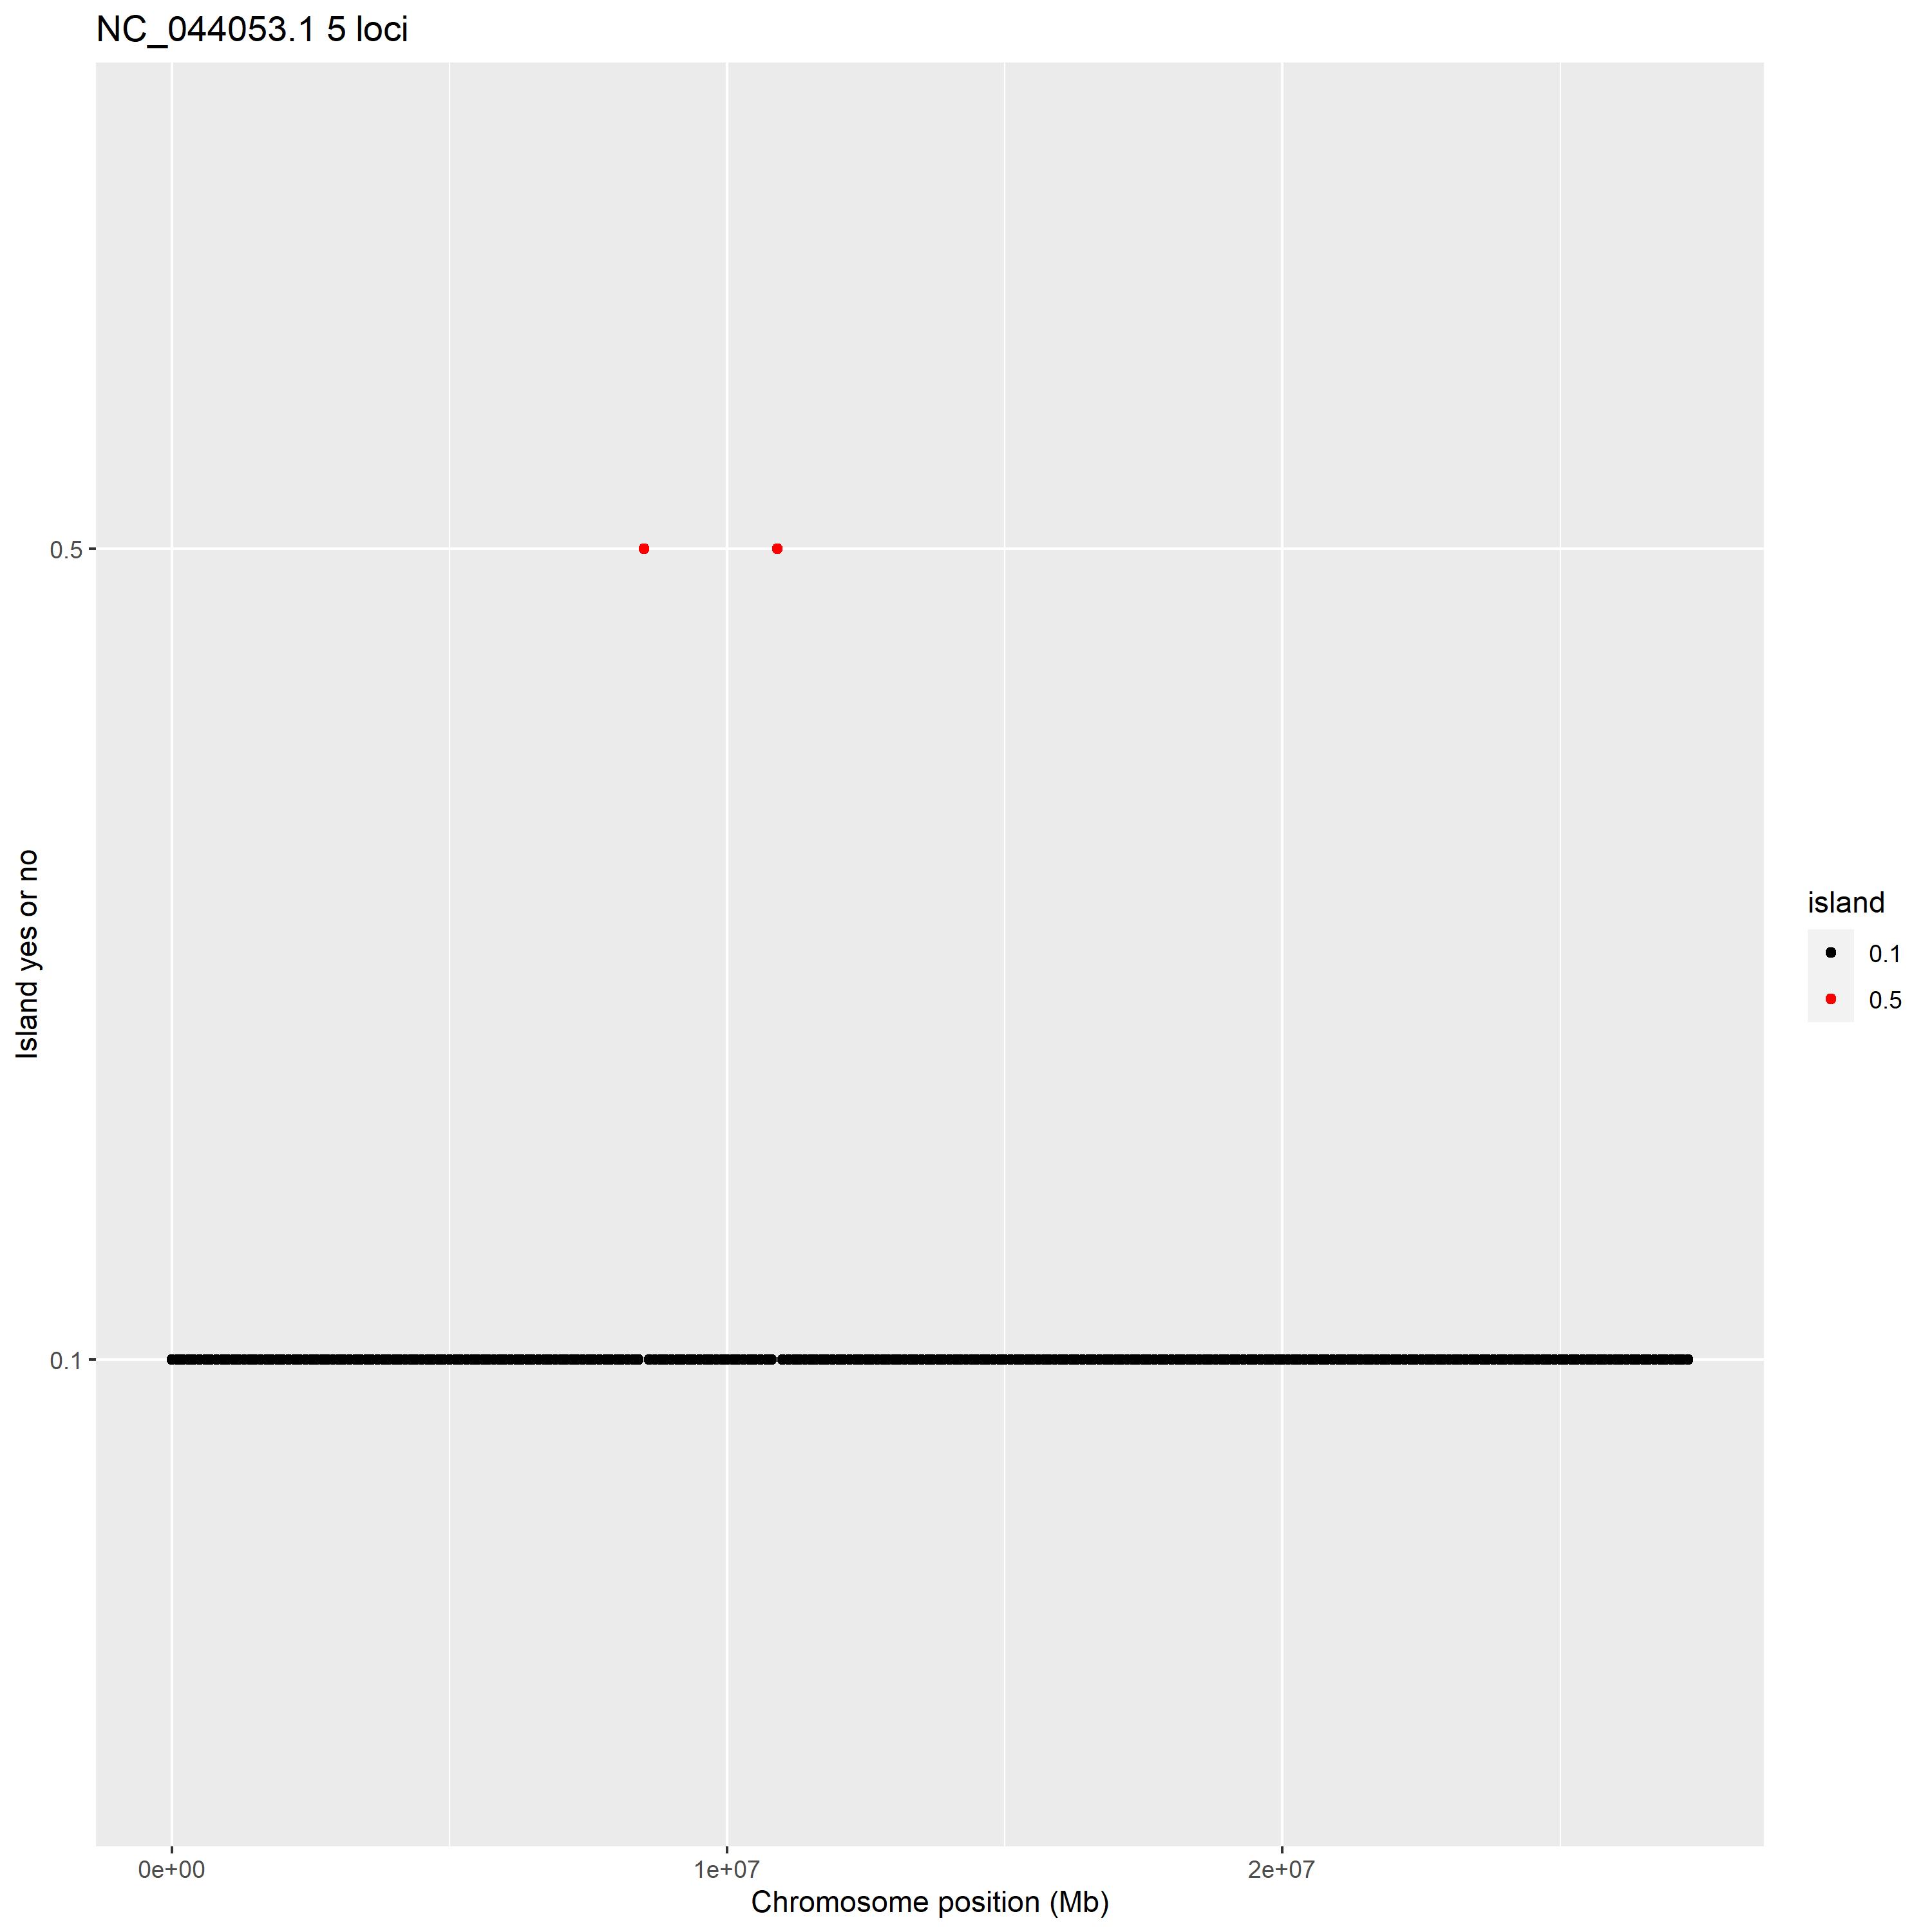 NC_044053.1 5 loci
Island yes or no
0.5
0.1
0e+00 1e+07 2e+07
Chromosome position (Mb)
island
0.1
0.5